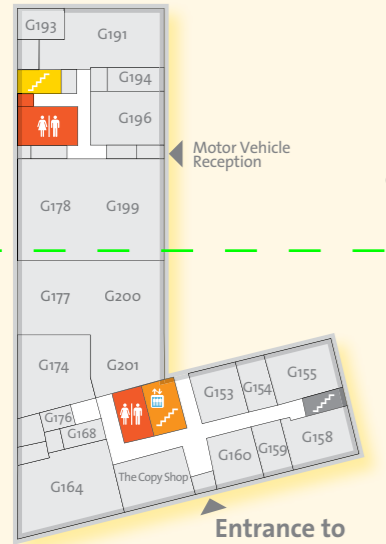 G193
G191
G194
G196
Motor Vehicle
Reception
G178
G199
G177
G200
G174
G201
G176
G168
G164
The Copy Shop
G153
G154
G155
G160
G159
G158
Entrance to